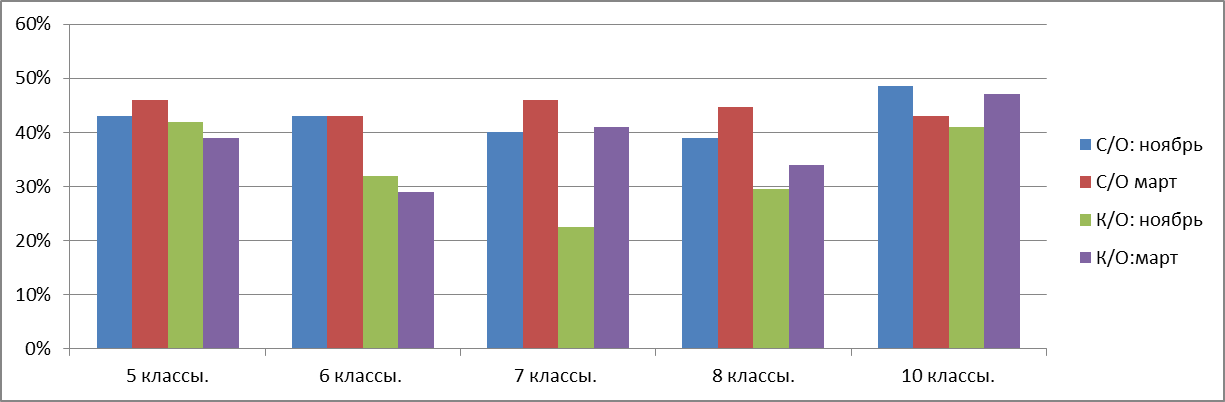 60%
50%
40%
30%
20%
10%
0%
5 классы.
6 классы.
7 классы.
8 классы.
10 классы.
С/О: ноябрь
С/О март
К/О: ноябрь
К/О:март